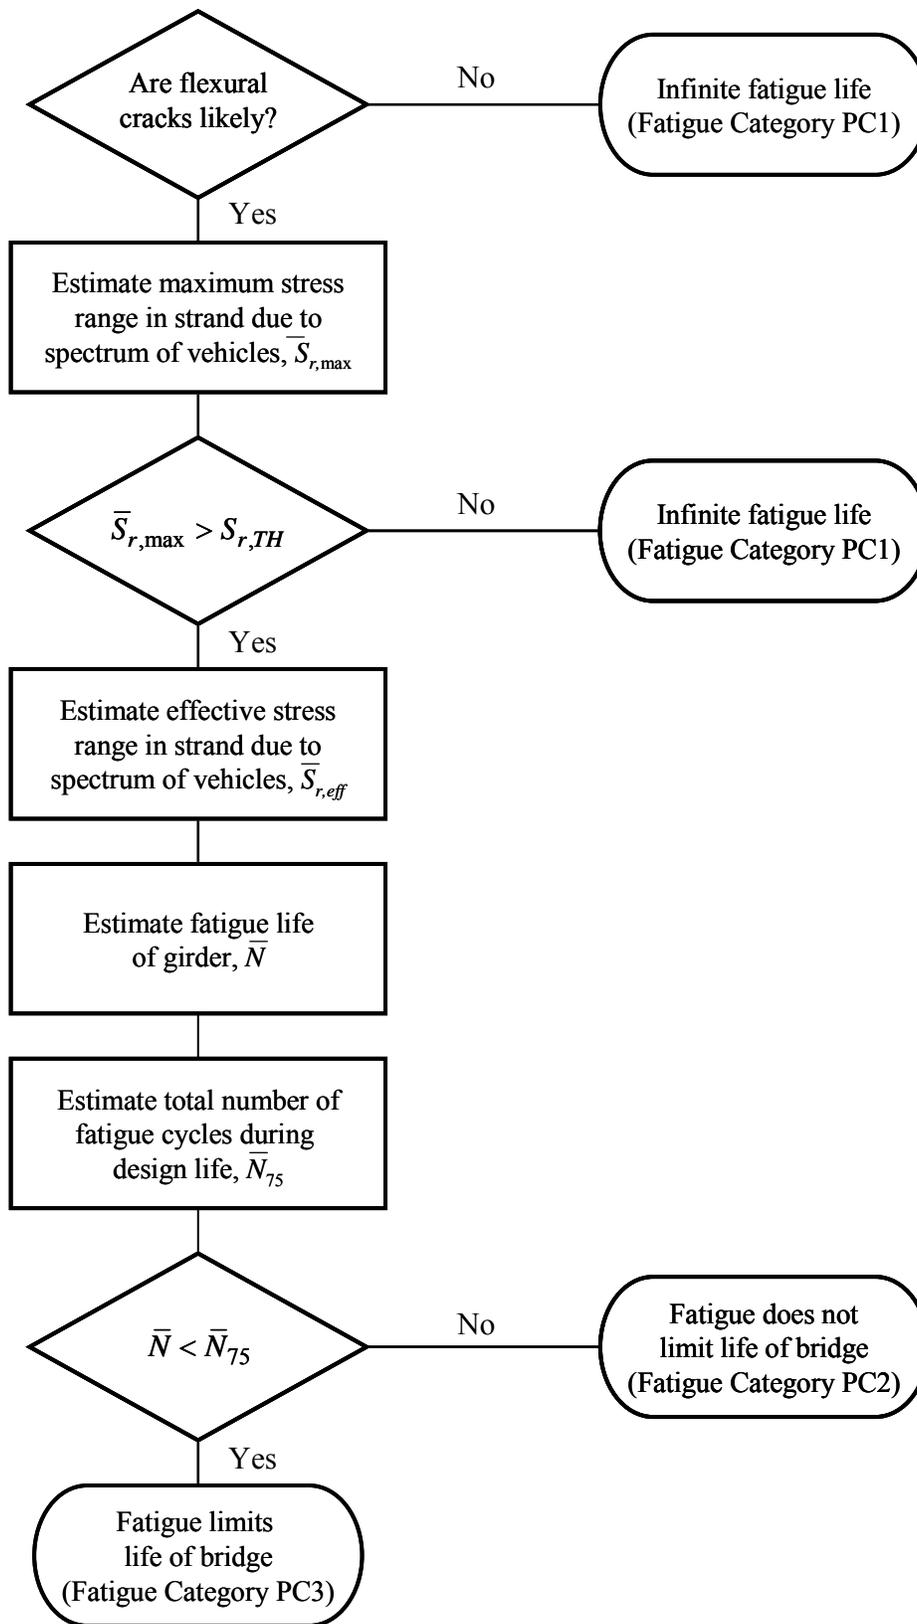 Are flexural
cracks likely?
No
Infinite fatigue life
(Fatigue Category PC1)
Yes
Estimate maximum stress
range in strand due to
spectrum of vehicles, S̅r,max
S̅r,max > Sr,TH
No
Infinite fatigue life
(Fatigue Category PC1)
Yes
Estimate effective stress
range in strand due to
spectrum of vehicles, S̅r,eff
Estimate fatigue life
of girder, N̅
Estimate total number of
fatigue cycles during
design life, N̅75
N̅ < N̅75
No
Fatigue does not
limit life of bridge
(Fatigue Category PC2)
Yes
Fatigue limits
life of bridge
(Fatigue Category PC3)